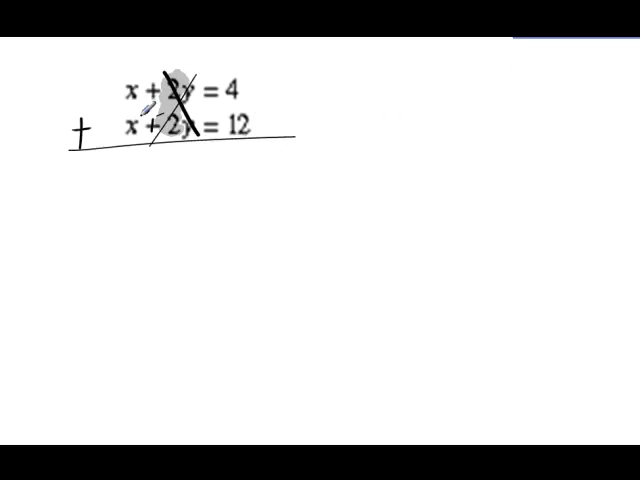 x + 2y = 4
+ x + 2y = 12